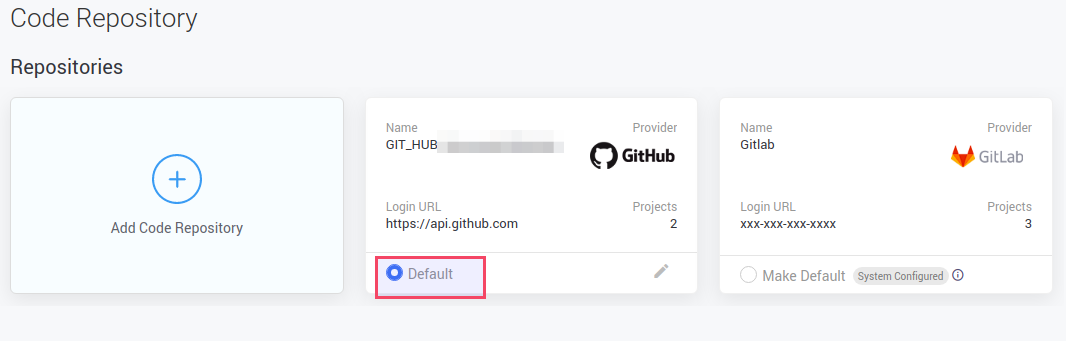 Code Repository
Repositories
Add Code Repository
Name
Provider
GIT_HUB
GitHub
Login URL
Projects
https://api.github.com
2
Default
Name
Provider
Gitlab
GitLab
Login URL
Projects
xxx-xxx-xxx-xxxx
3
Make Default
System Configured